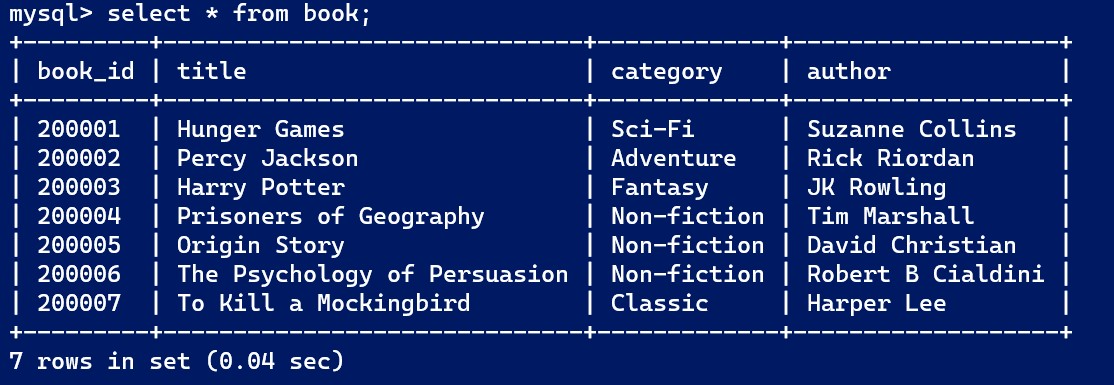 mysql> select * from book;
+---------+------------------------------+-------------+-------------------+
| book_id | title                        | category    | author            |
+---------+------------------------------+-------------+-------------------+
| 200001  | Hunger Games                 | Sci-Fi      | Suzanne Collins   |
| 200002  | Percy Jackson                | Adventure   | Rick Riordan      |
| 200003  | Harry Potter                 | Fantasy     | JK Rowling        |
| 200004  | Prisoners of Geography       | Non-fiction | Tim Marshall      |
| 200005  | Origin Story                 | Non-fiction | David Christian   |
| 200006  | The Psychology of Persuasion | Non-fiction | Robert B Cialdini |
| 200007  | To Kill a Mockingbird        | Classic     | Harper Lee        |
+---------+------------------------------+-------------+-------------------+
7 rows in set (0.04 sec)